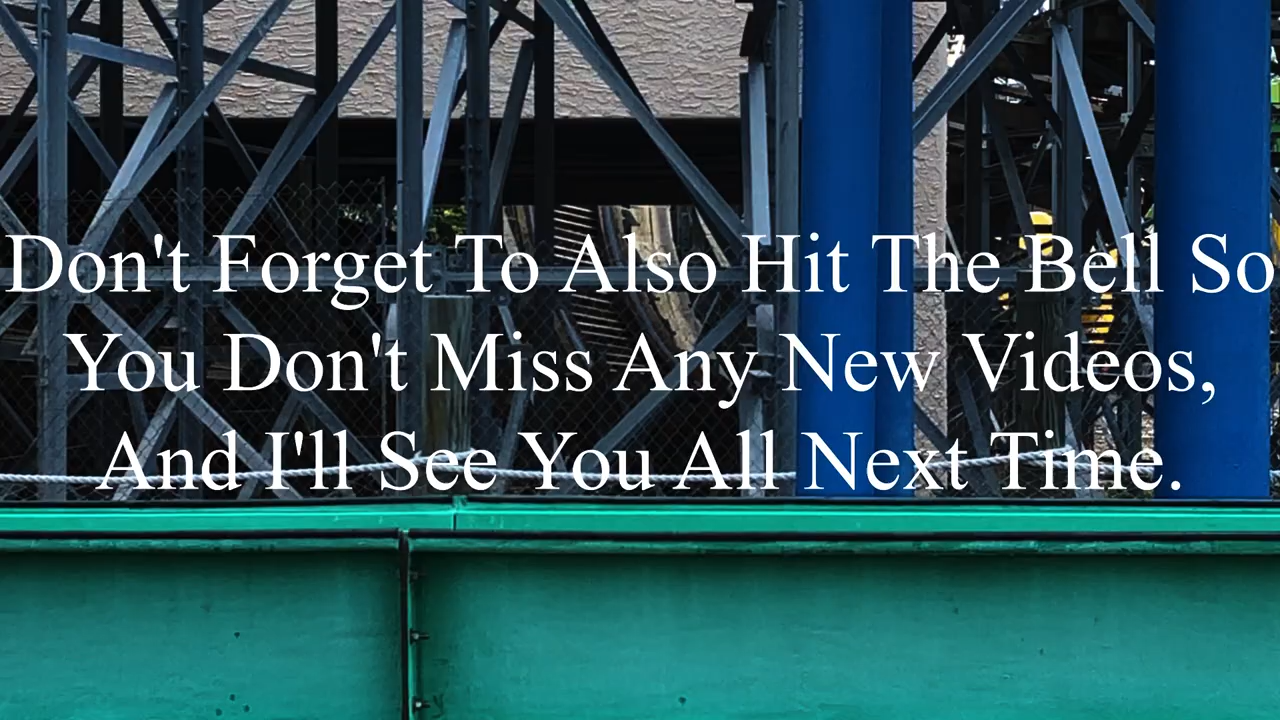 Don't Forget To Also Hit The Bell So
You Don't Miss Any New Videos,
And I'll See You All Next Time.